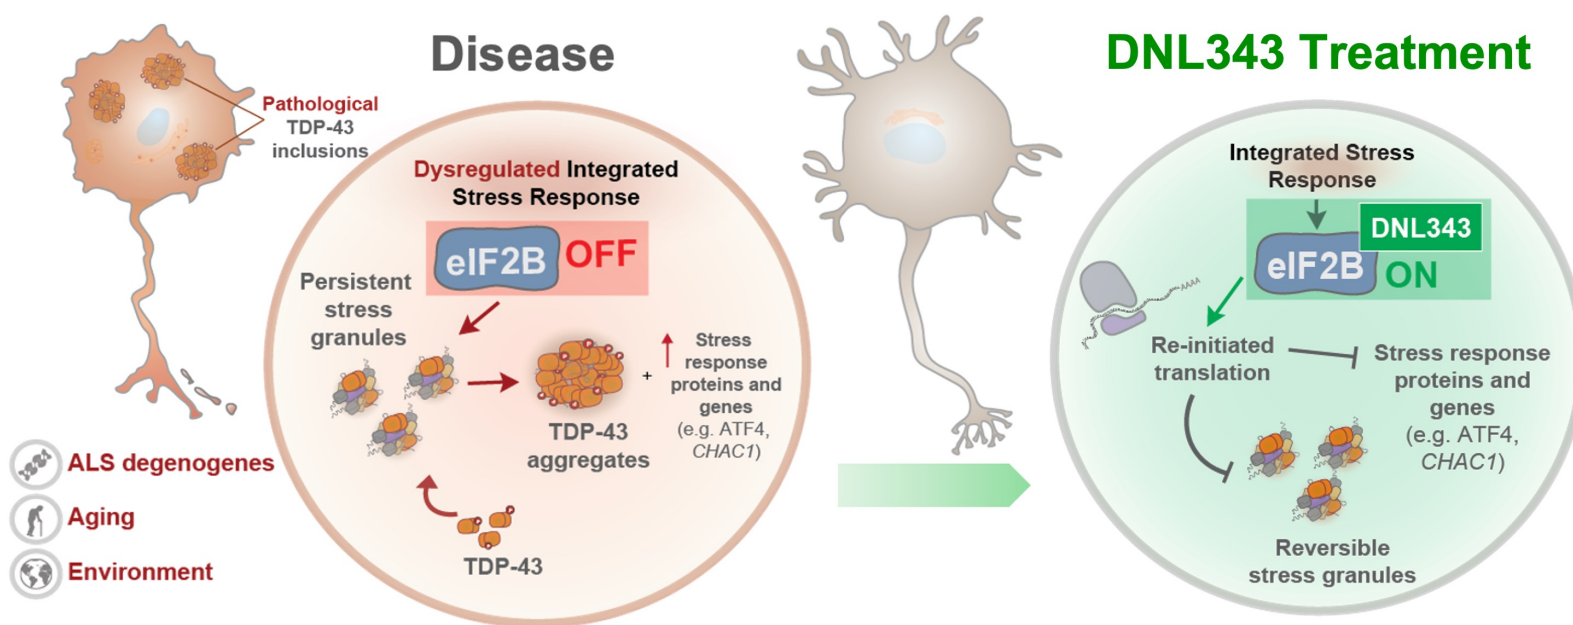 Disease
Pathological
TDP-43
inclusions
Dysregulated Integrated
Stress Response
eIF2B OFF
Persistent
stress
granules
TDP-43
aggregates
+
Stress
response
proteins and
genes
(e.g. ATF4,
CHAC1)
TDP-43
ALS degenogenes
Aging
Environment
DNL343 Treatment
Integrated Stress
Response
DNL343
eIF2B ON
AAAA
Re-initiated
translation
Stress response
proteins and
genes
(e.g. ATF4,
CHAC1)
Reversible
stress granules